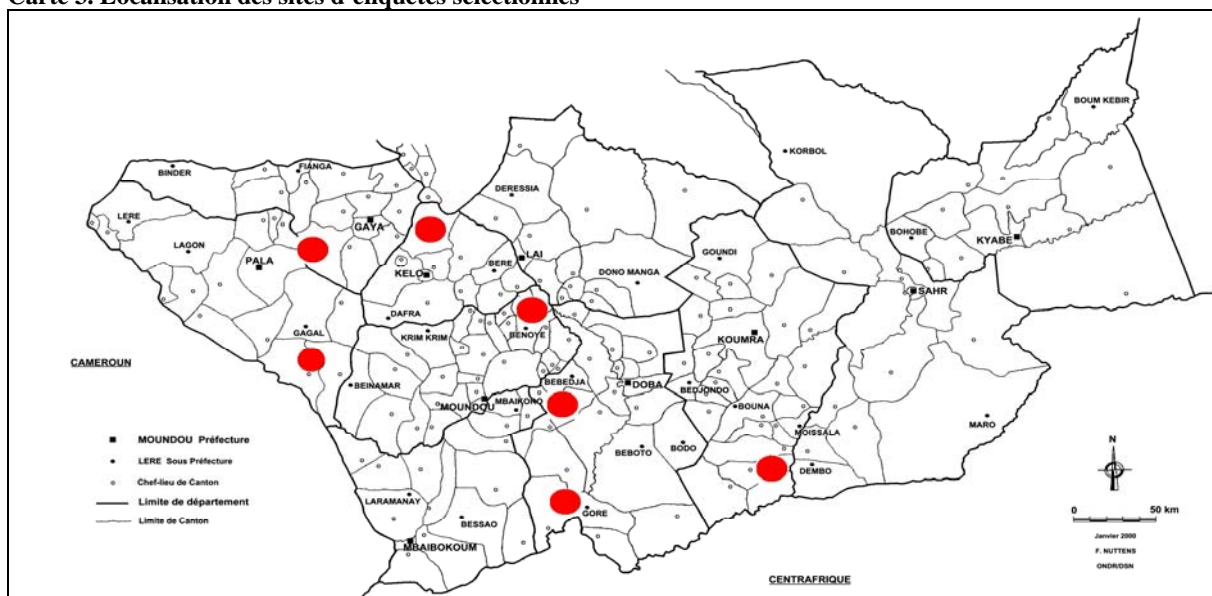 Carte 3. Localisation des sites d'enquêtes sélectionnés
BOUM KEBIR
KORBOL
BINDER
FIANGA
DERESSIA
LERE
GAYA
BOHOBE
KYABE
LAGON
GOUNDI
PALA
KELO
BERE
LAI
DONO MANGA
SAHR
DAFRA
GAGAL
KRIM KRIM
BENOYE
KOUMRA
CAMEROUN
BEINAMAR
BEBEDJA
DOBA
BEDJONDO
MOUNDOU
MBAIKORO
BOUNA
MOISSALA
MARO
MOUNDOU Préfecture
LERE Sous Préfecture
Chef-lieu de Canton
Limite de département
Limite de Canton
BEBOTO
BODO
DEMBO
N
LARAMANAY
BESSAO
GORE
0 50 km
MBAIBOKOUM
Janvier 2000
F. NUTTENS
ONDR/DSN
CENTRAFRIQUE